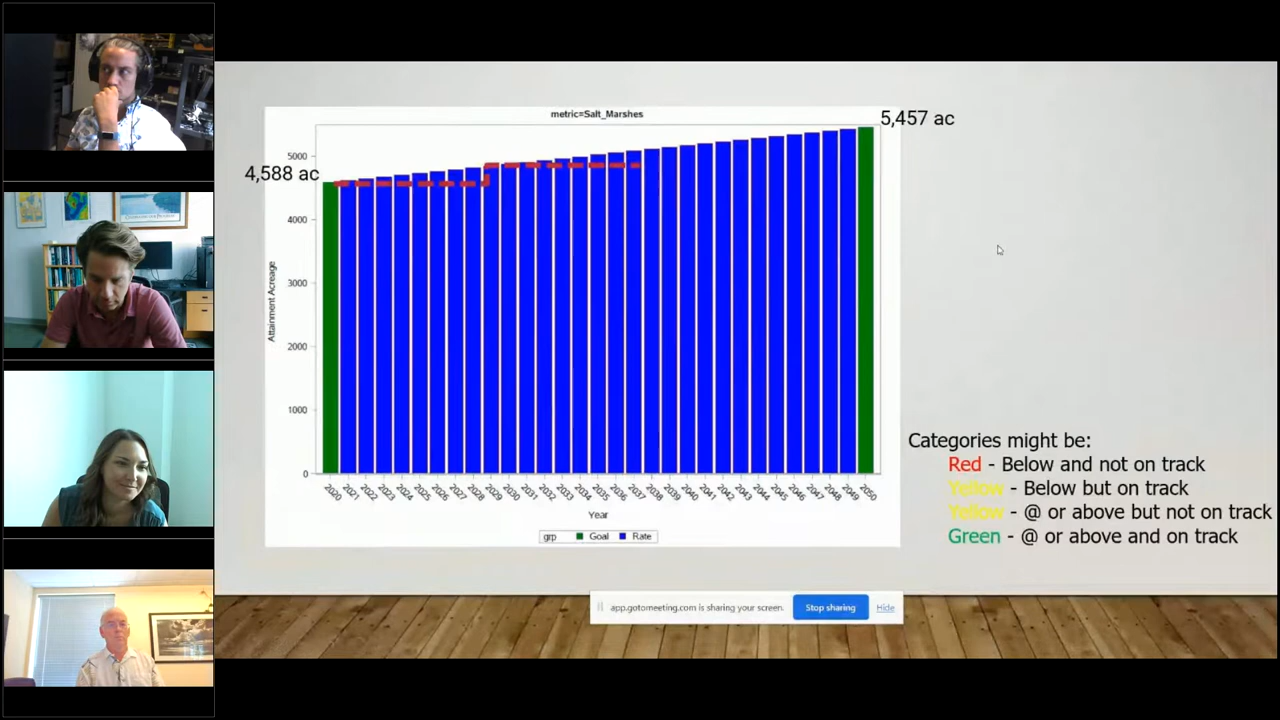 metric=Salt_Marshes
5,457 ac
4,588 ac
5000
4000
3000
2000
1000
0
Attainment Acreage
2020 2021 2022 2023 2024 2025 2026 2027 2028 2029 2030 2031 2032 2033 2034 2035 2036 2037 2038 2039 2040 2041 2042 2043 2044 2045 2046 2047 2048 2049 2050
Year
grp Goal Rate
Categories might be:
Red - Below and not on track
Yellow - Below but on track
Yellow - @ or above but not on track
Green - @ or above and on track
app.gotomeeting.com is sharing your screen. Stop sharing Hide